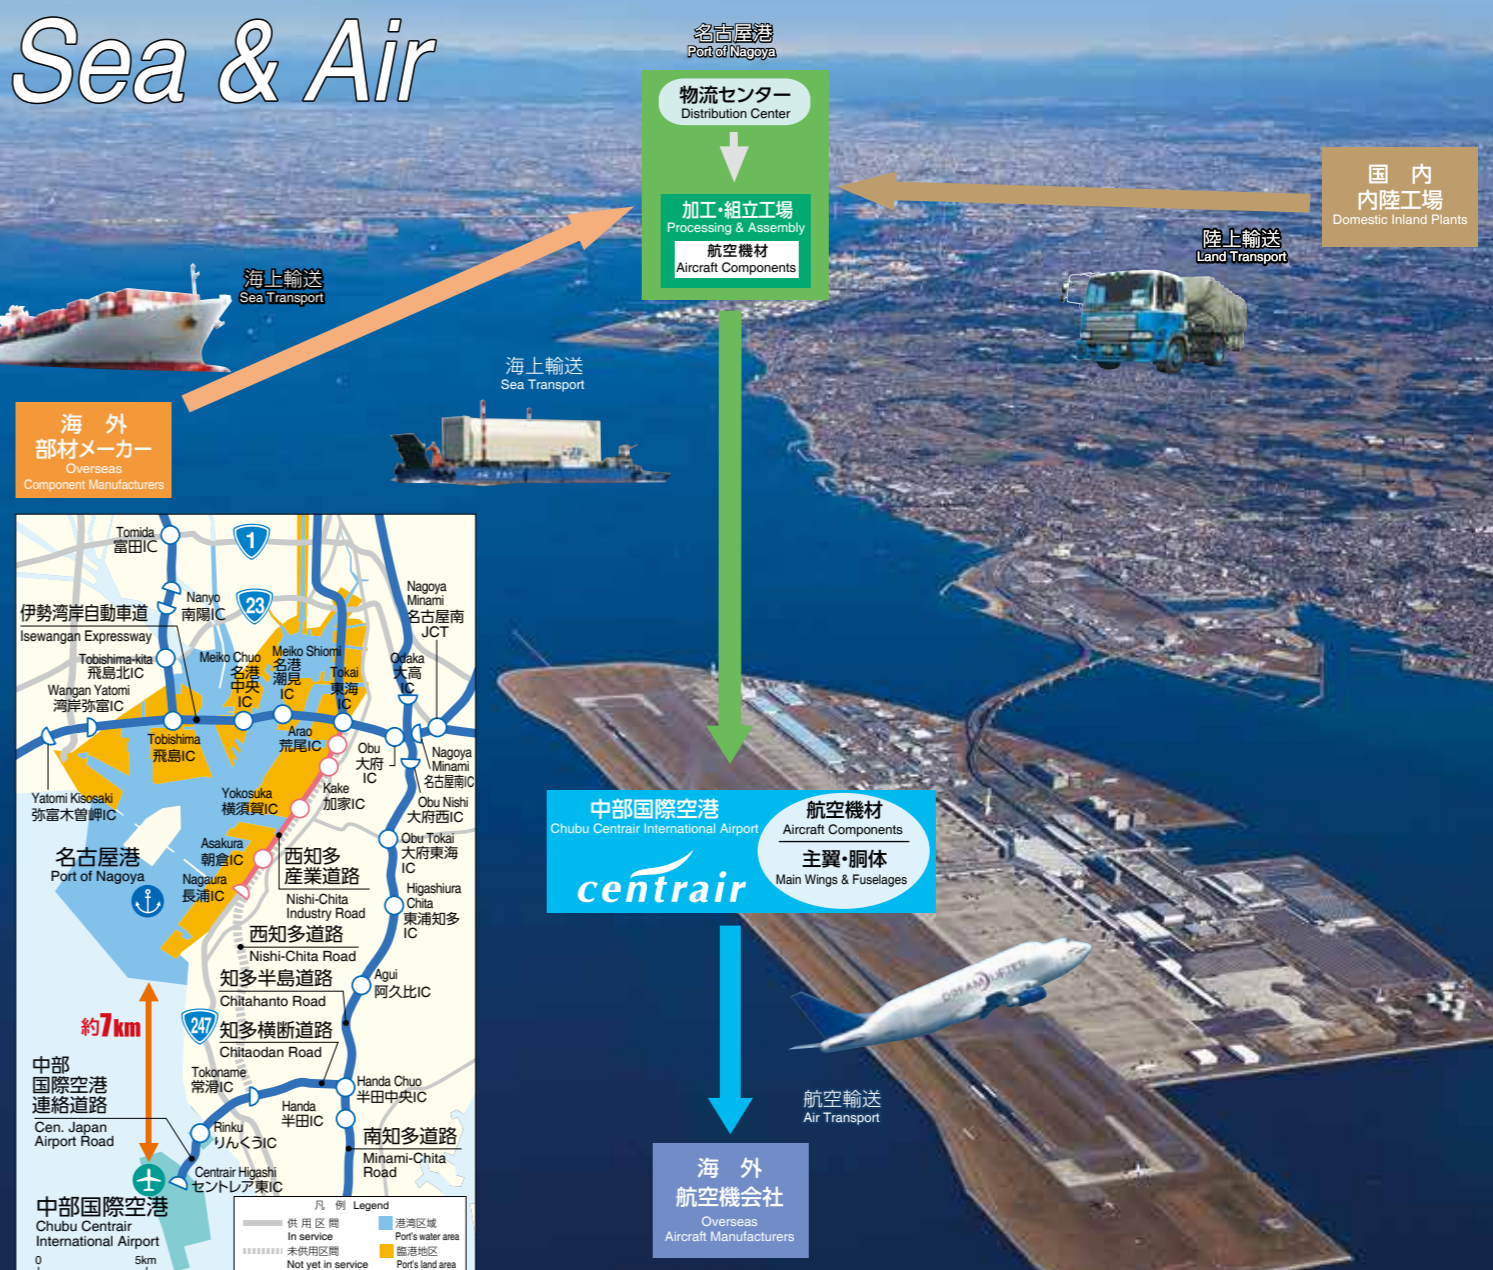 Sea & Air
名古屋港
Port of Nagoya
物流センター
Distribution Center
加工・組立工場
Processing & Assembly
航空機材
Aircraft Components
国 内
内陸工場
Domestic Inland Plants
陸上輸送
Land Transport
海上輸送
Sea Transport
海上輸送
Sea Transport
海 外
部材メーカー
Overseas
Component Manufacturers
中部国際空港
Chubu Centrair International Airport
centrair
航空機材
Aircraft Components
主翼・胴体
Main Wings & Fuselages
DREAMLIFTER
航空輸送
Air Transport
海 外
航空機会社
Overseas
Aircraft Manufacturers
Tomida
富田IC
1
23
Nanyo
南陽IC
伊勢湾岸自動車道
Isewangan Expressway
Nagoya
Minami
名古屋南
JCT
Tobishima-kita
飛島北IC
Meiko Chuo
名港
中央
IC
Meiko Shiomi
名港
潮見
IC
Tokai
東海
IC
Odaka
大高
IC
Wangan Yatomi
湾岸弥富IC
Tobishima
飛島IC
Arao
荒尾IC
Obu
大府
IC
Nagoya
Minami
名古屋南IC
Yatomi Kisosaki
弥富木曽岬IC
Yokosuka
横須賀IC
Kake
加家IC
Obu Nishi
大府西IC
Asakura
朝倉IC
Obu Tokai
大府東海
IC
名古屋港
Port of Nagoya
Nagaura
長浦IC
西知多
産業道路
Nishi-Chita
Industry Road
Higashiura
Chita
東浦知多
IC
西知多道路
Nishi-Chita Road
知多半島道路
Chitahanto Road
Agui
阿久比IC
約7km
247
知多横断道路
Chitaodan Road
中部
国際空港
連絡道路
Cen. Japan
Airport Road
Tokoname
常滑IC
Handa Chuo
半田中央IC
Handa
半田IC
Rinku
りんくうIC
南知多道路
Minami-Chita
Road
Centrair Higashi
セントレア東IC
中部国際空港
Chubu Centrair
International Airport
0 5km
凡 例 Legend
供用区間
In service
港湾区域
Port's water area
未供用区間
Not yet in service
臨港地区
Port's land area